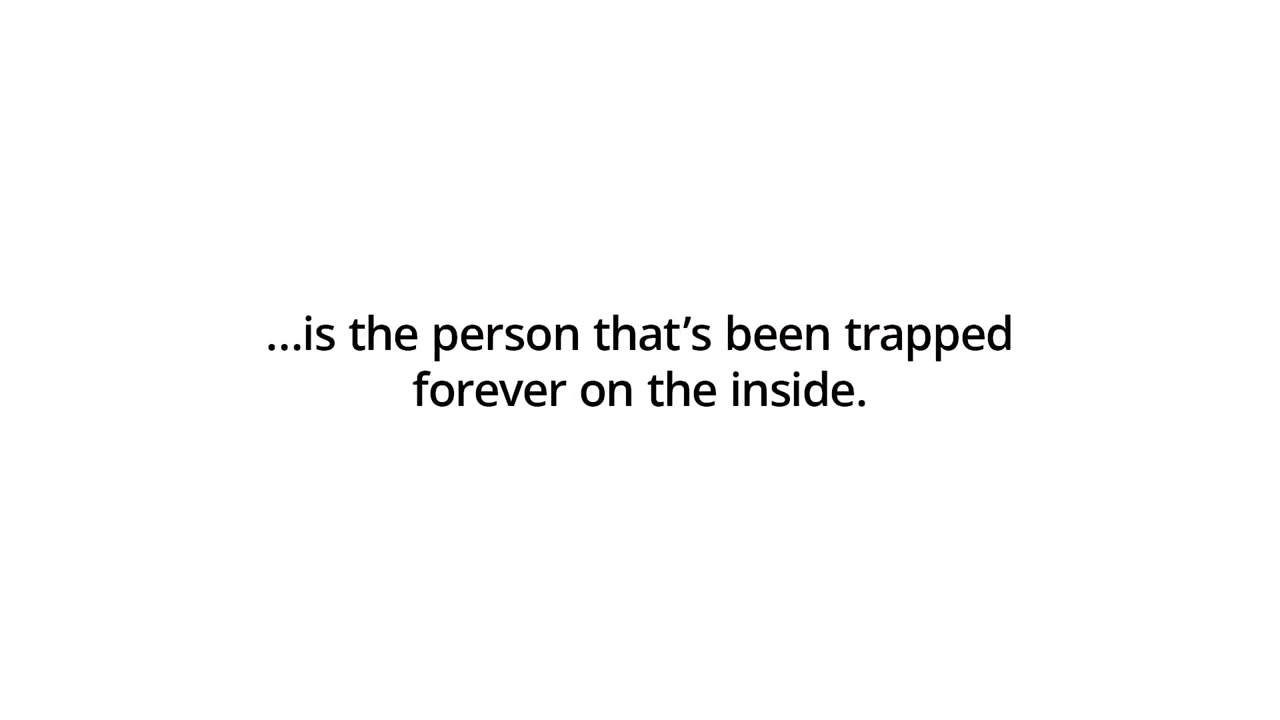 ...is the person that’s been trapped
forever on the inside.